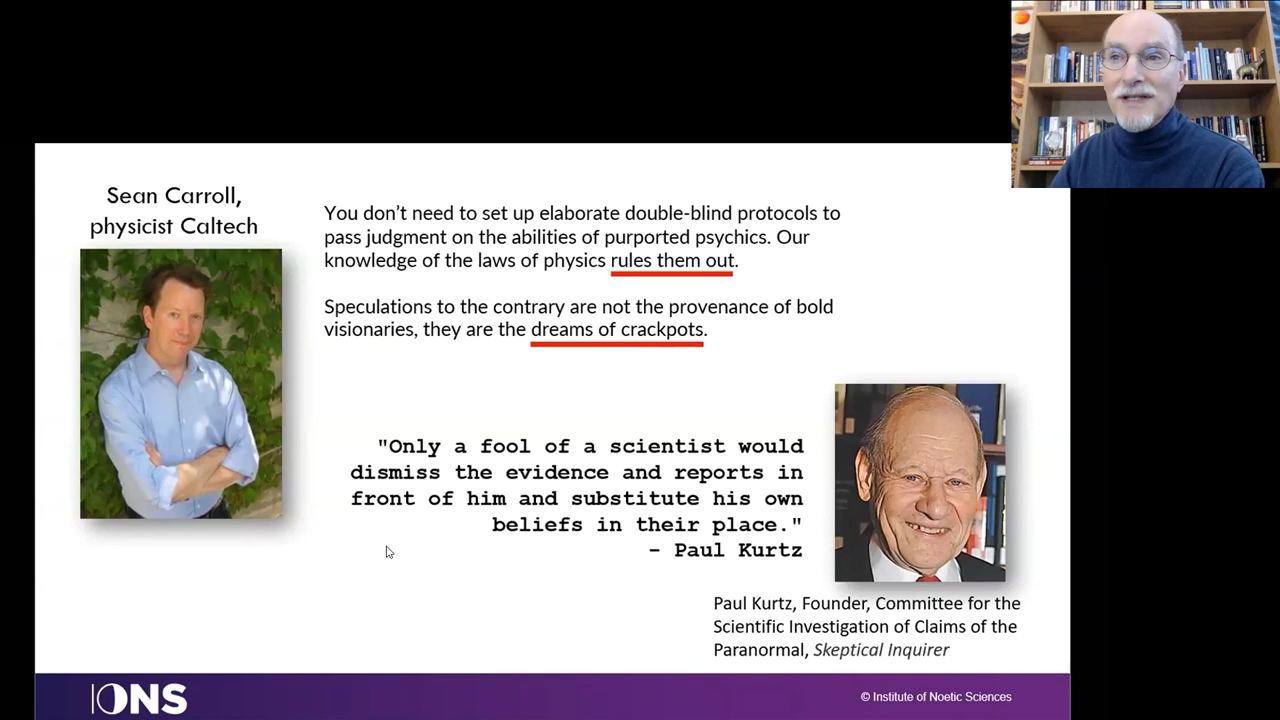 Sean Carroll,
physicist Caltech
You don't need to set up elaborate double-blind protocols to
pass judgment on the abilities of purported psychics. Our
knowledge of the laws of physics rules them out.
Speculations to the contrary are not the provenance of bold
visionaries, they are the dreams of crackpots.
"Only a fool of a scientist would
dismiss the evidence and reports in
front of him and substitute his own
beliefs in their place."
– Paul Kurtz
Paul Kurtz, Founder, Committee for the
Scientific Investigation of Claims of the
Paranormal, Skeptical Inquirer
IONS
© Institute of Noetic Sciences